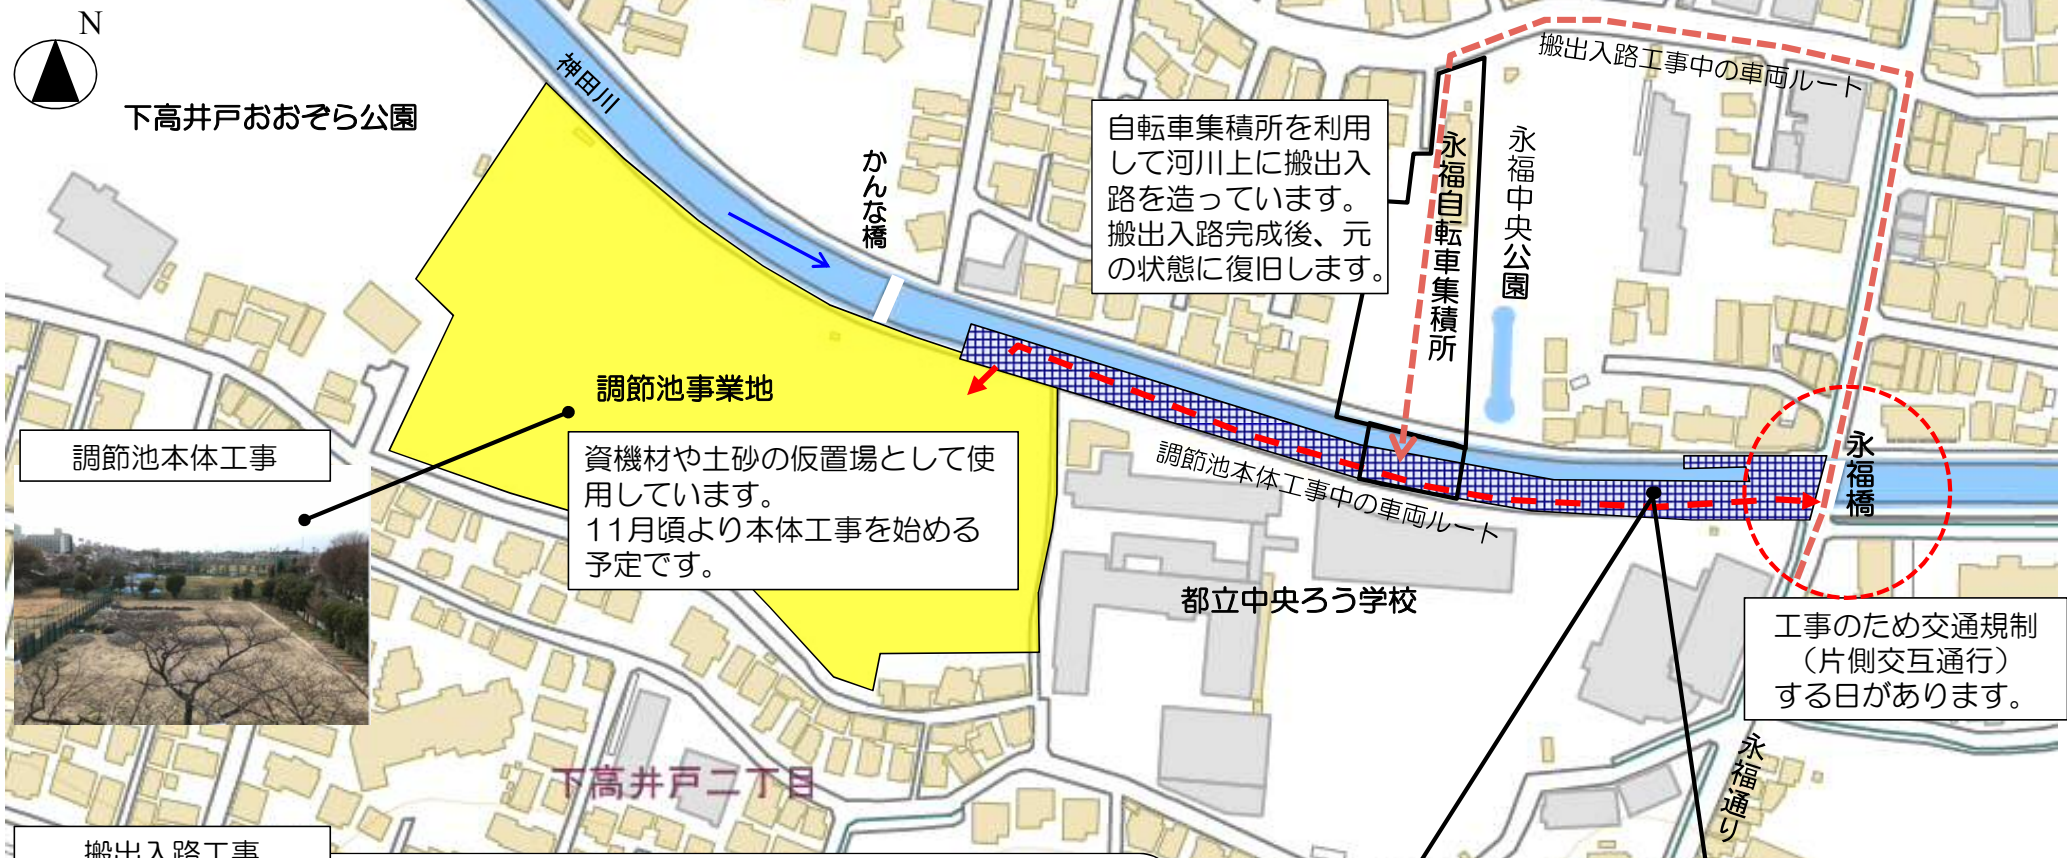 N
下高井戸おおぞら公園
神田川
かんな橋
搬出入路工事中の車両ルート
自転車集積所を利用
して河川上に搬出入
路を造っています。
搬出入路完成後、元
の状態に復旧します。
永福自転車集積所
永福中央公園
調節池事業地
調節池本体工事
資機材や土砂の仮置場として使
用しています。
11月頃より本体工事を始める
予定です。
調節池本体工事中の車両ルート
永福橋
都立中央ろう学校
工事のため交通規制
（片側交互通行）
する日があります。
永福通り
下高井戸二丁目
搬出入路工事